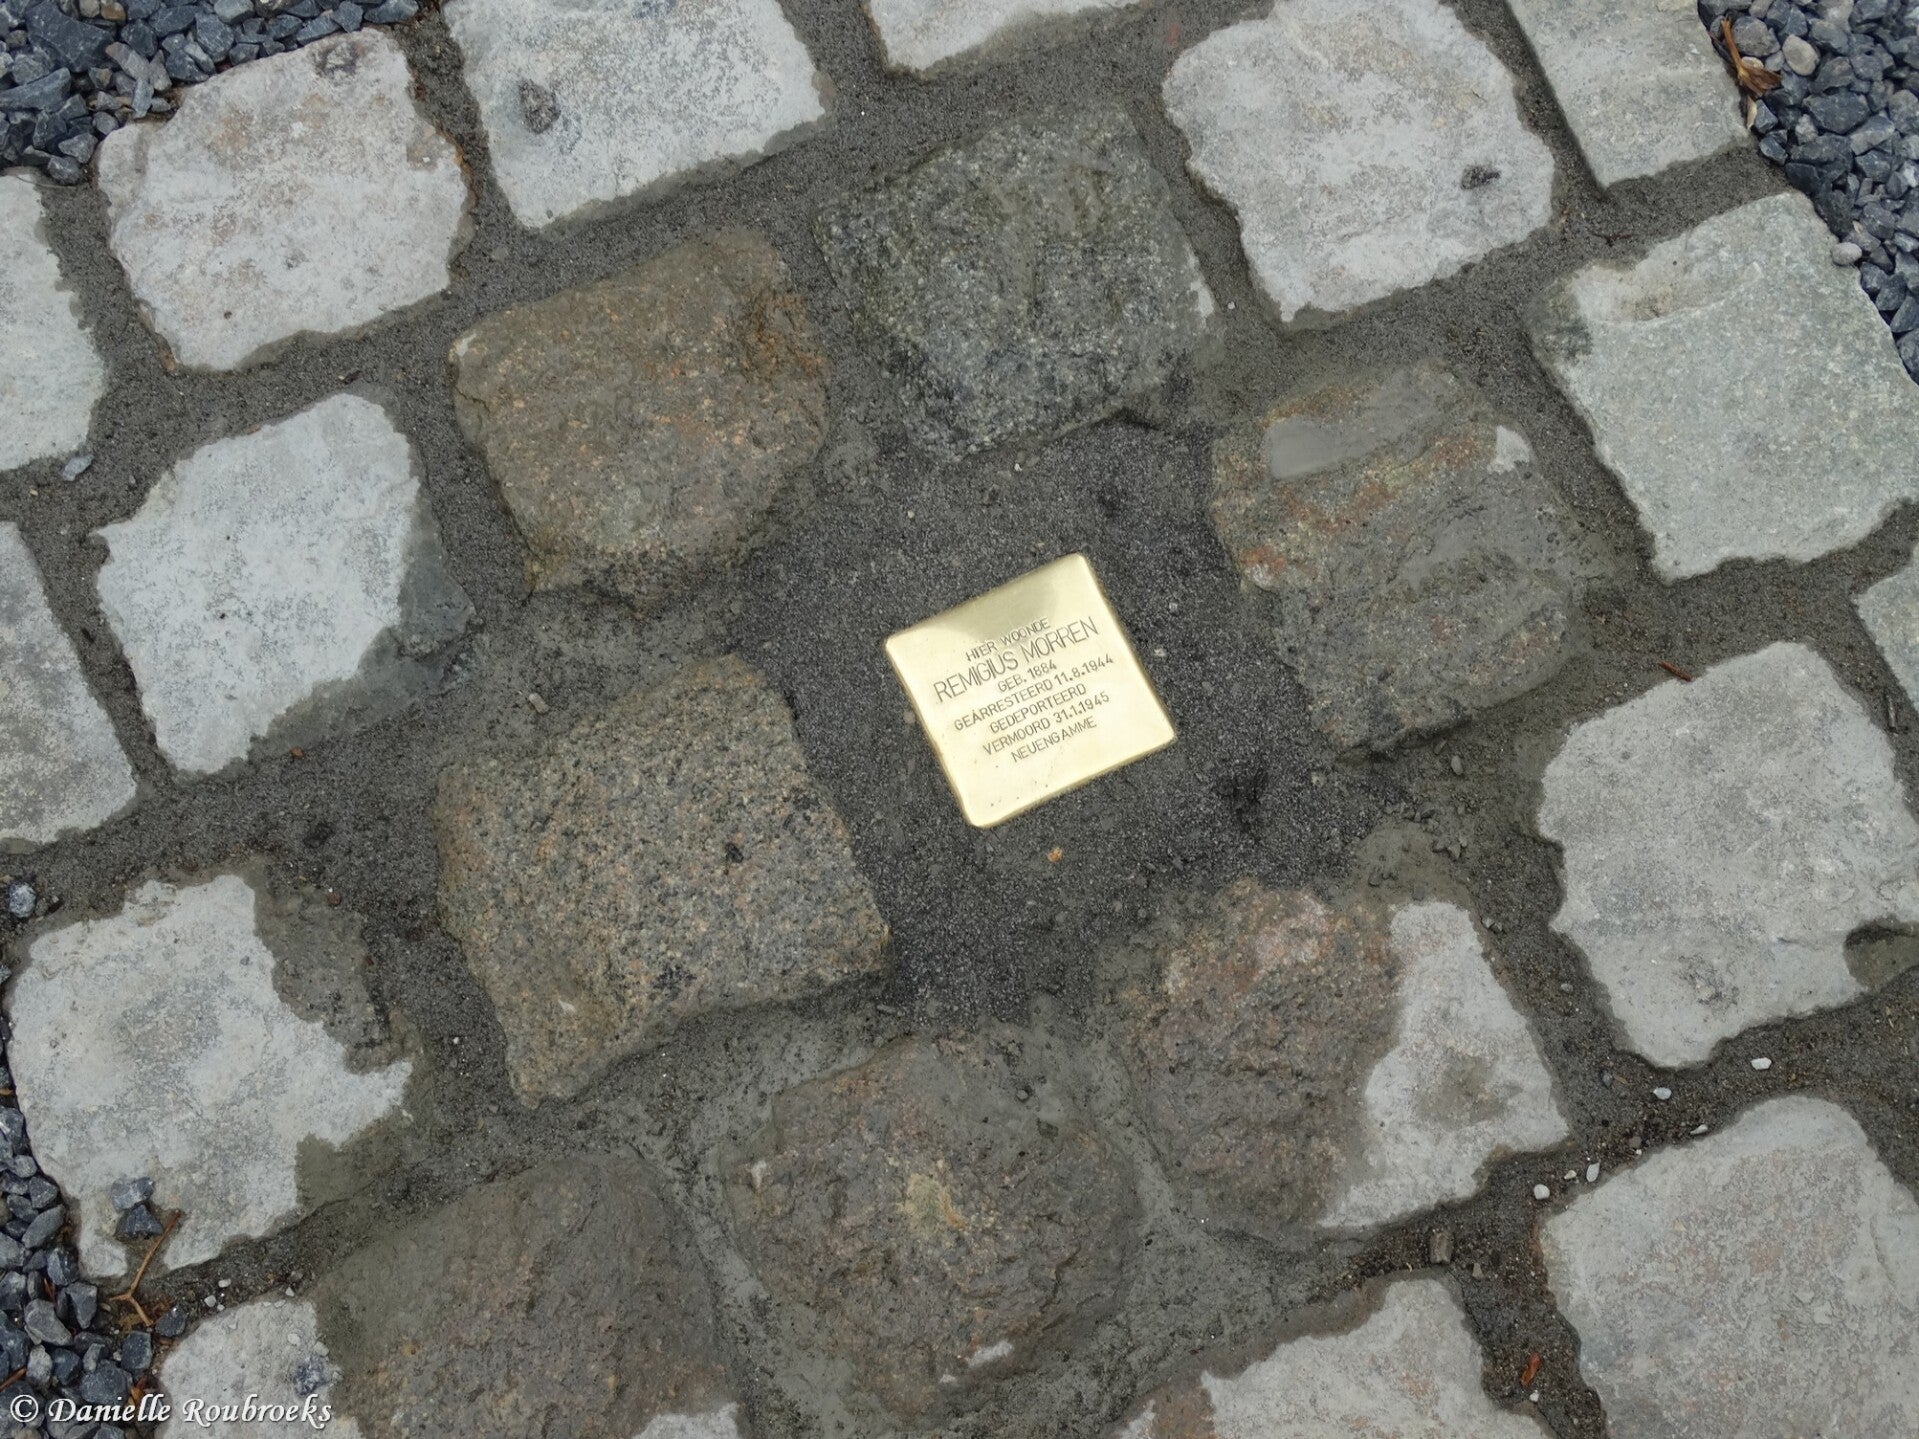 HIER WOONDE
REMIGIUS MORREN
GEB. 1884
GEARRESTEERD 11.8.1944
GEDEPORTEERD
VERMOORD 31.1.1945
NEUENGAMME
© Danielle Roubroeks